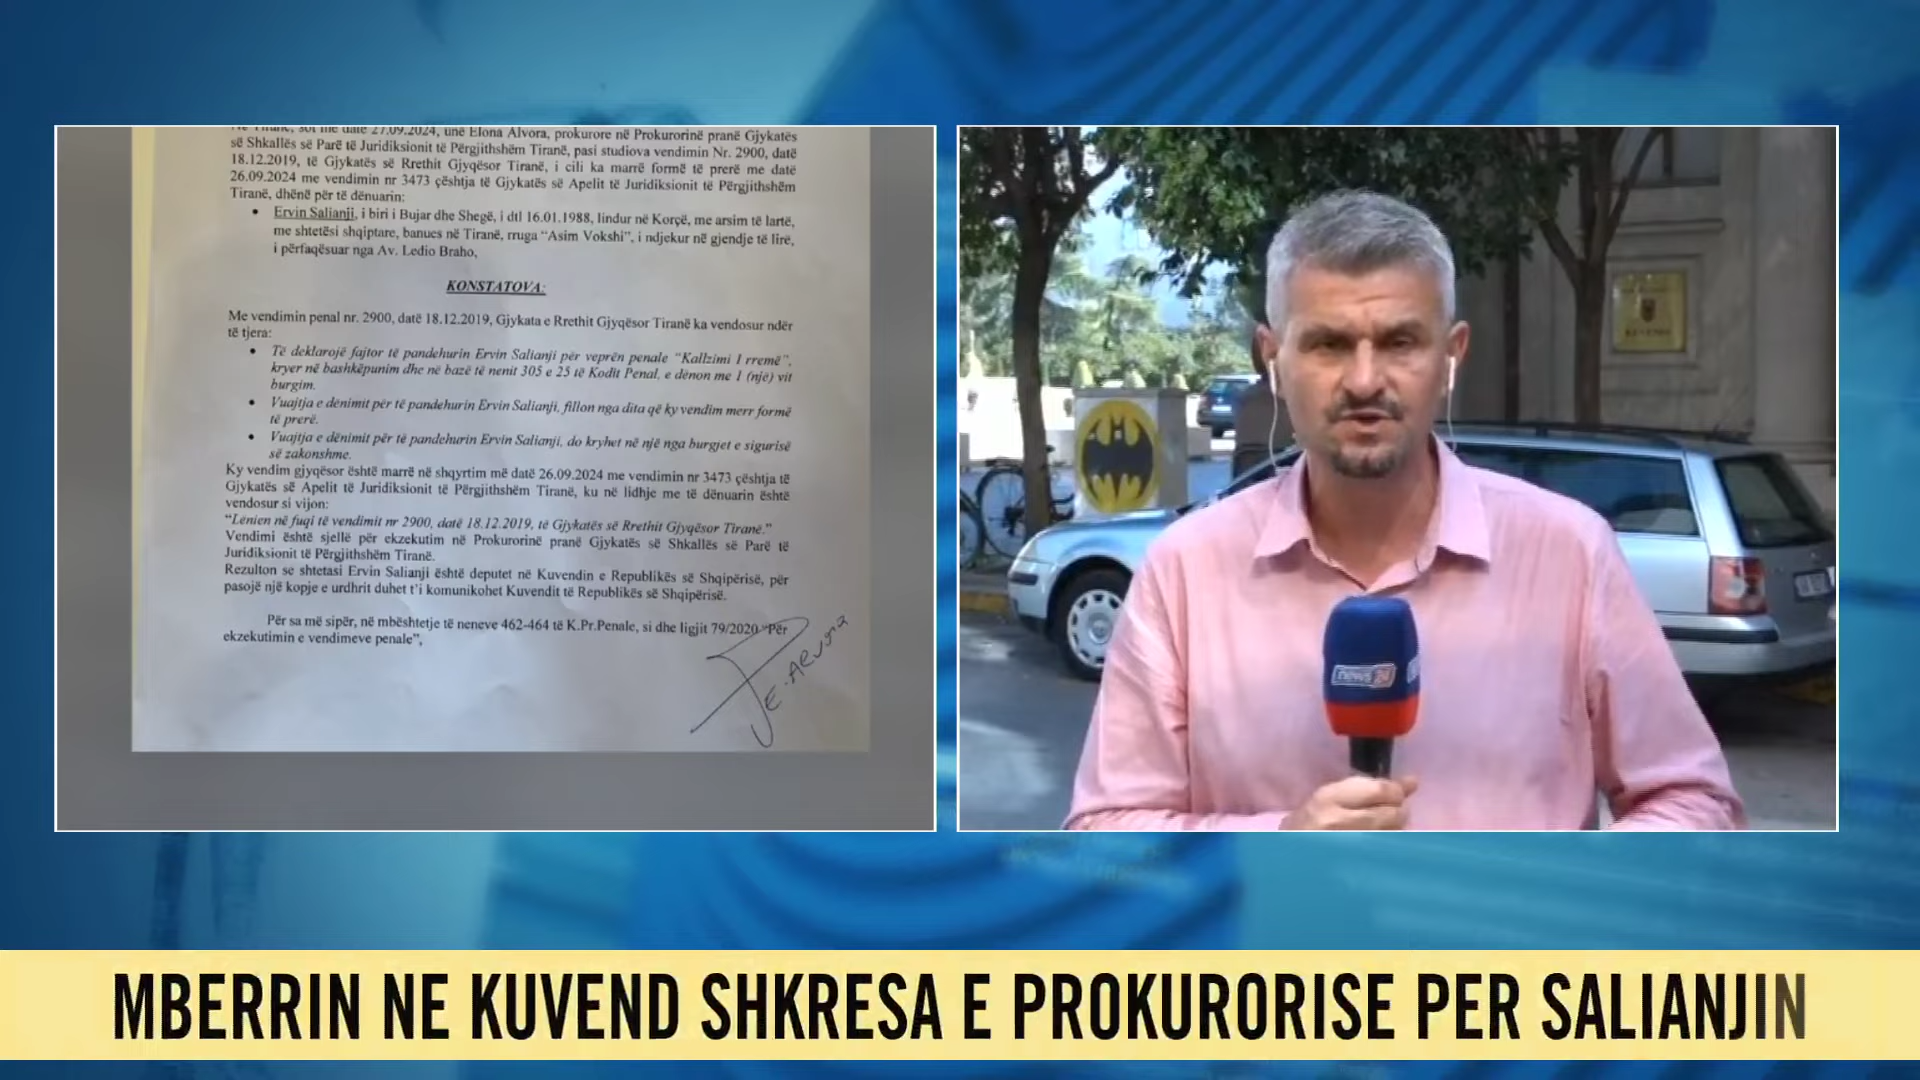 Në Tiranë, sot më datë 27.09.2024, unë Elona Alvora, prokurore në Prokurorinë pranë Gjykatës
së Shkallës së Parë të Juridiksionit të Përgjithshëm Tiranë, pasi studiova vendimin Nr. 2900, datë
18.12.2019, të Gjykatës së Rrethit Gjyqësor Tiranë, i cili ka marrë formë të prerë me datë
26.09.2024 me vendimin nr 3473 çështja të Gjykatës së Apelit të Juridiksionit të Përgjithshëm
Tiranë, dhënë për të dënuarin:
• Ervin Salianji, i biri i Bujar dhe Shegë, i dtl 16.01.1988, lindur në Korçë, me arsim të lartë,
me shtetësi shqiptare, banues në Tiranë, rruga “Asim Vokshi”, i ndjekur në gjendje të lirë,
i përfaqësuar nga Av. Ledio Braho,
KONSTATOVA:
Me vendimin penal nr. 2900, datë 18.12.2019, Gjykata e Rrethit Gjyqësor Tiranë ka vendosur ndër
të tjera:
• Të deklarojë fajtor të pandehurin Ervin Salianji për veprën penale “Kallzimi I rremë”,
kryer në bashkëpunim dhe në bazë të nenit 305 e 25 të Kodit Penal, e dënon me 1 (një) vit
burgim.
• Vuajtja e dënimit për të pandehurin Ervin Salianji, fillon nga dita që ky vendim merr formë
të prerë.
• Vuajtja e dënimit për të pandehurin Ervin Salianji, do kryhet në një nga burgjet e sigurisë
së zakonshme.
Ky vendim gjyqësor është marrë në shqyrtim më datë 26.09.2024 me vendimin nr 3473 çështja të
Gjykatës së Apelit të Juridiksionit të Përgjithshëm Tiranë, ku në lidhje me të dënuarin është
vendosur si vijon:
“Lënien në fuqi të vendimit nr 2900, datë 18.12.2019, të Gjykatës së Rrethit Gjyqësor Tiranë.”
Vendimi është sjellë për ekzekutim në Prokurorinë pranë Gjykatës së Shkallës së Parë të
Juridiksionit të Përgjithshëm Tiranë.
Rezulton se shtetasi Ervin Salianji është deputet në Kuvendin e Republikës së Shqipërisë, për
pasojë një kopje e urdhrit duhet t’i komunikohet Kuvendit të Republikës së Shqipërisë.
Për sa më sipër, në mbështetje të neneve 462-464 të K.Pr.Penale, si dhe ligjit 79/2020 “Për
ekzekutimin e vendimeve penale”,
news 24
MBERRIN NE KUVEND SHKRESA E PROKURORISE PER SALIANJIN